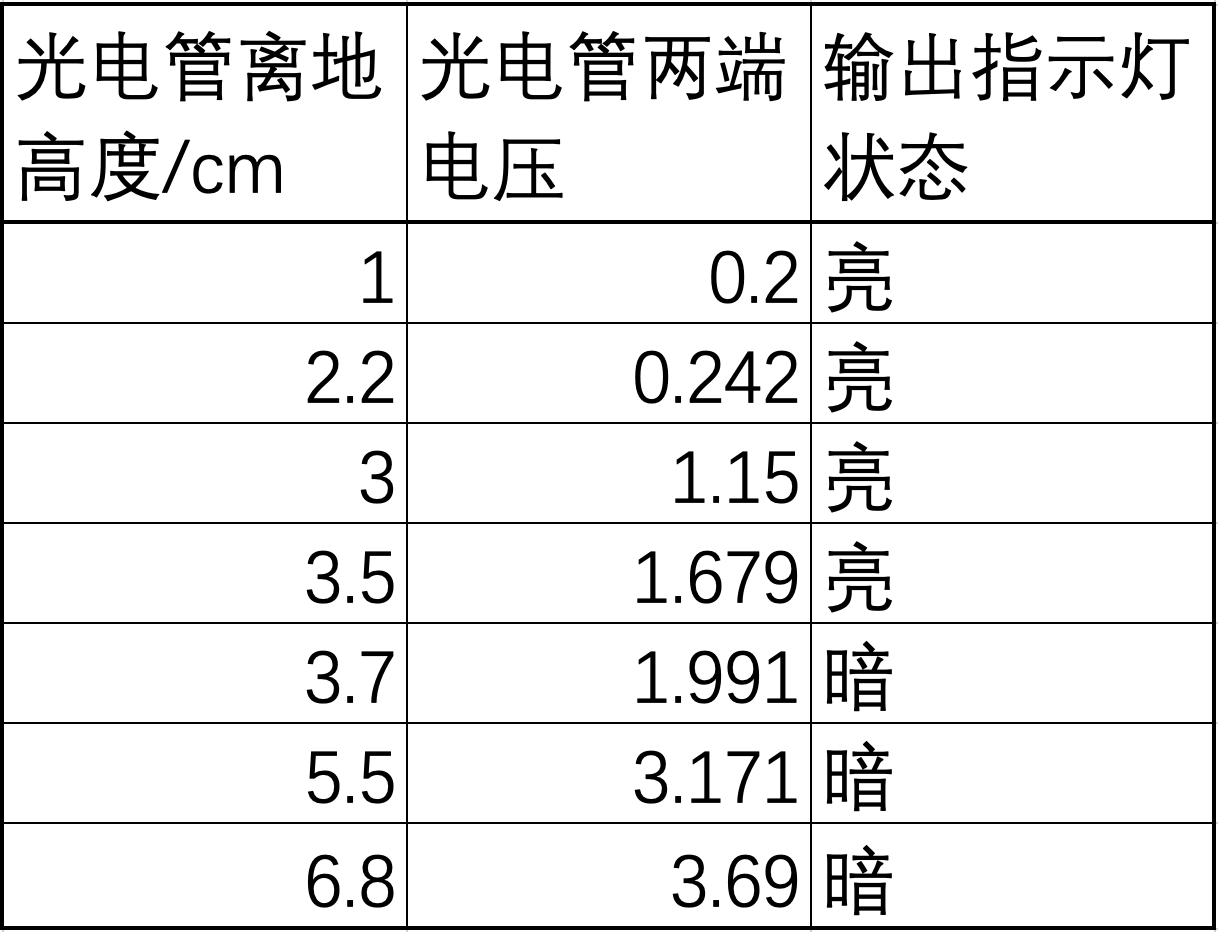 光电管离地高度/cm 光电管两端电压 输出指示灯状态
1 0.2 亮
2.2 0.242 亮
3 1.15 亮
3.5 1.679 亮
3.7 1.991 暗
5.5 3.171 暗
6.8 3.69 暗